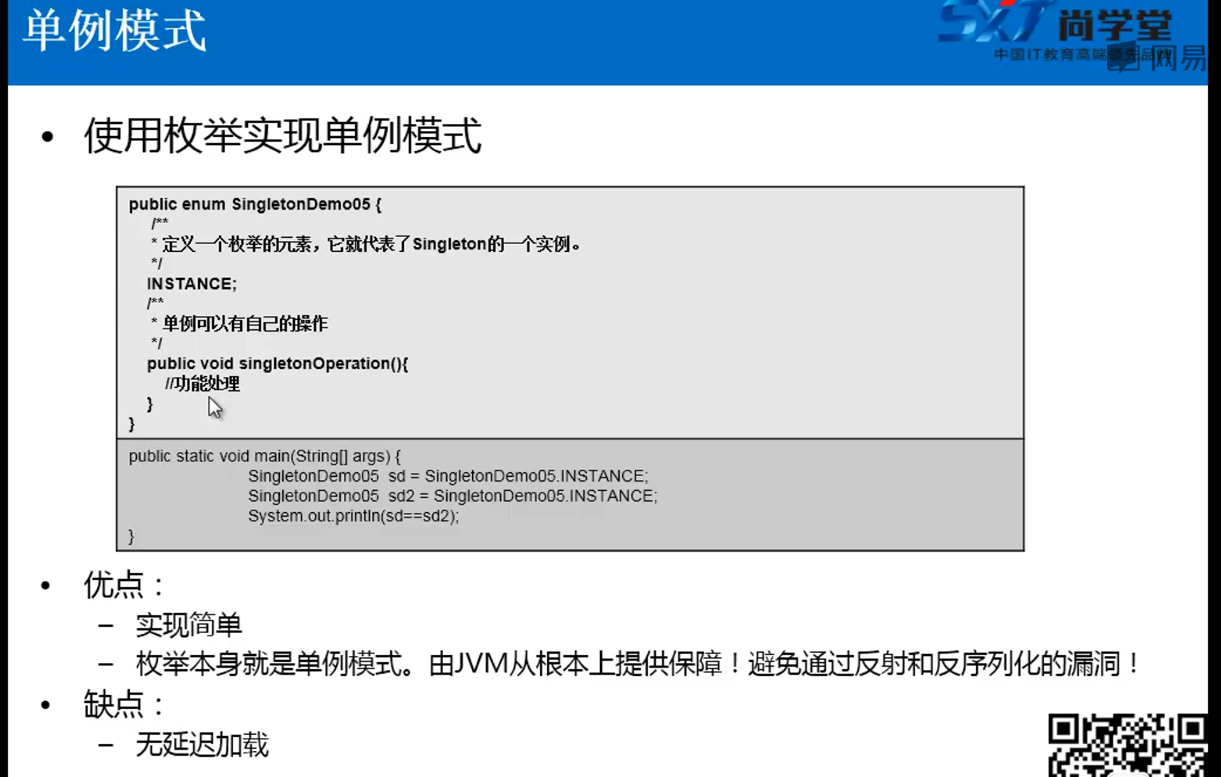 单例模式
SXT 尚学堂
中国IT教育高端领先品牌
网易
• 使用枚举实现单例模式
public enum SingletonDemo05 {
/**
* 定义一个枚举的元素，它就代表了Singleton的一个实例。
*/
INSTANCE;
/**
* 单例可以有自己的操作
*/
public void singletonOperation(){
//功能处理
}
}
public static void main(String[] args) {
SingletonDemo05 sd = SingletonDemo05.INSTANCE;
SingletonDemo05 sd2 = SingletonDemo05.INSTANCE;
System.out.println(sd==sd2);
}
• 优点：
– 实现简单
– 枚举本身就是单例模式。由JVM从根本上提供保障！避免通过反射和反序列化的漏洞！
• 缺点：
– 无延迟加载